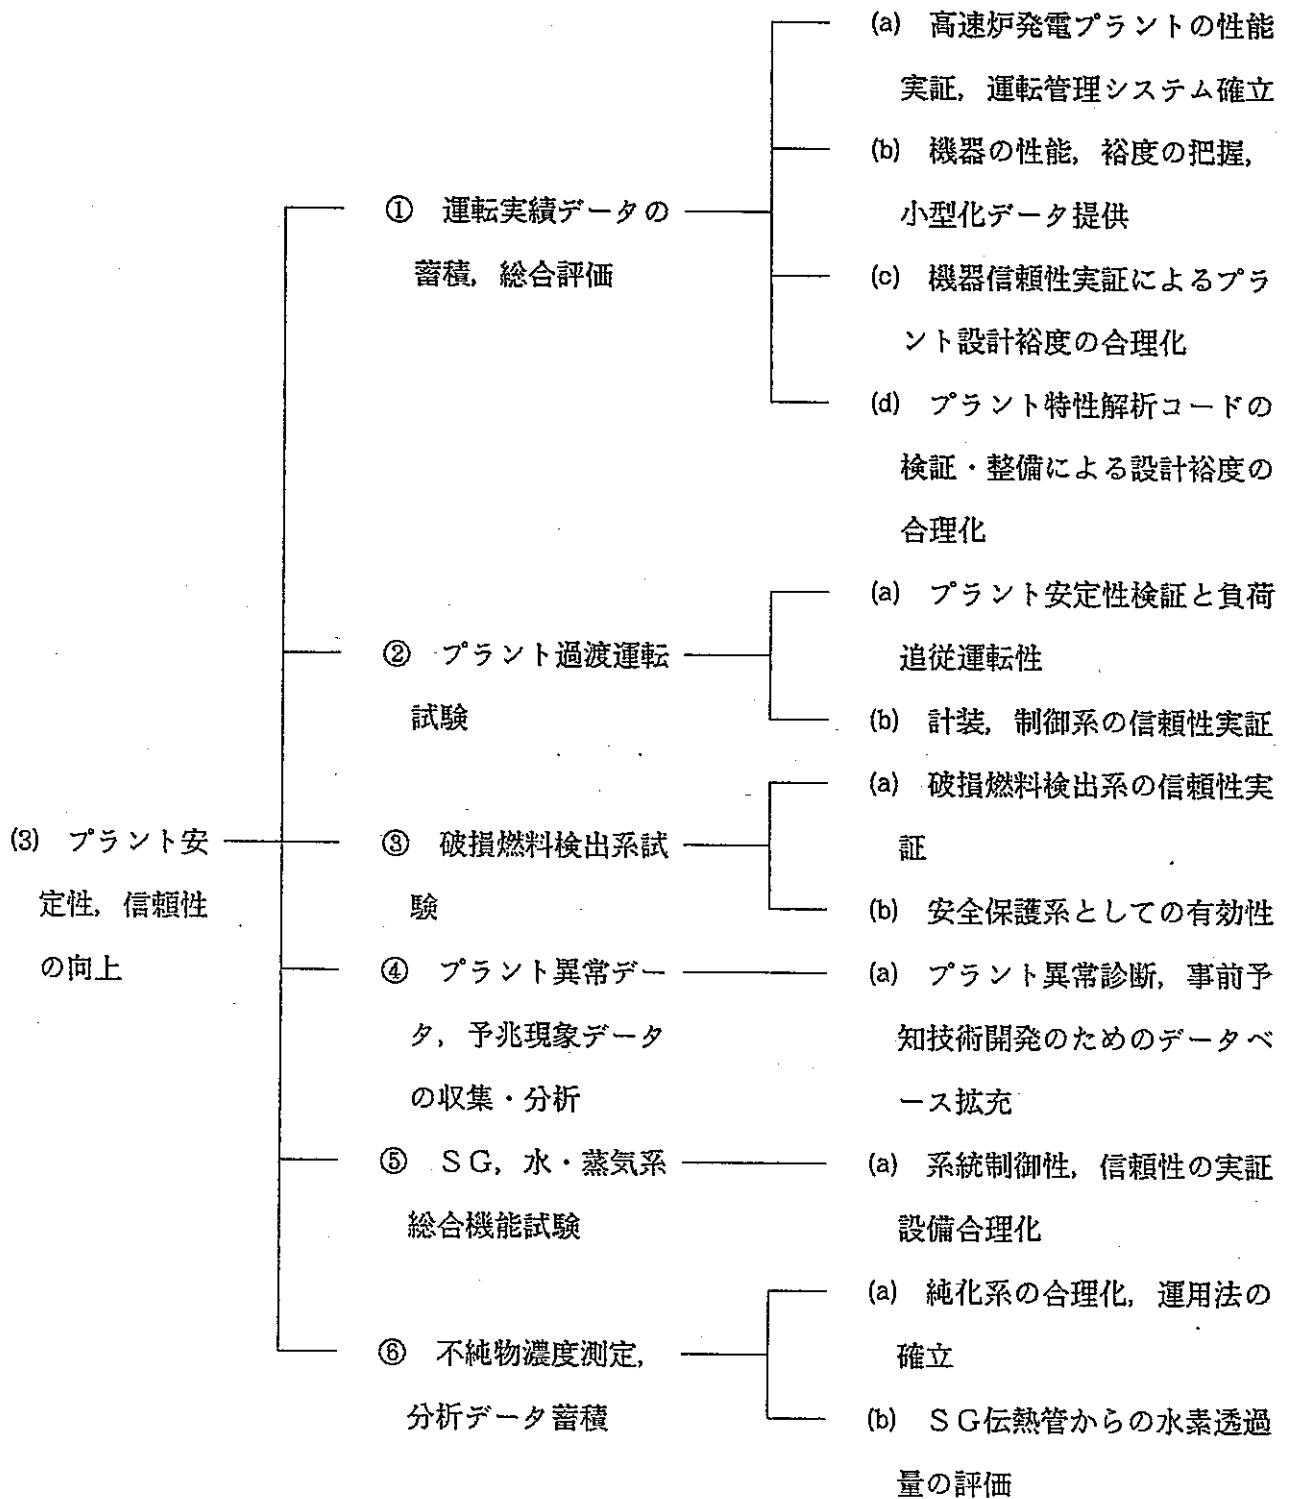 (3) プラント安
定性，信頼性
の向上
① 運転実績データの
蓄積，総合評価
(a) 高速炉発電プラントの性能
実証，運転管理システム確立
(b) 機器の性能，裕度の把握，
小型化データ提供
(c) 機器信頼性実証によるプラ
ント設計裕度の合理化
(d) プラント特性解析コードの
検証・整備による設計裕度の
合理化
② プラント過渡運転
試験
(a) プラント安定性検証と負荷
追従運転性
(b) 計装，制御系の信頼性実証
③ 破損燃料検出系試
験
(a) 破損燃料検出系の信頼性実
証
(b) 安全保護系としての有効性
④ プラント異常デー
タ，予兆現象データ
の収集・分析
(a) プラント異常診断，事前予
知技術開発のためのデータベ
ース拡充
⑤ ＳＧ，水・蒸気系
総合機能試験
(a) 系統制御性，信頼性の実証
設備合理化
⑥ 不純物濃度測定，
分析データ蓄積
(a) 純化系の合理化，運用法の
確立
(b) ＳＧ伝熱管からの水素透過
量の評価